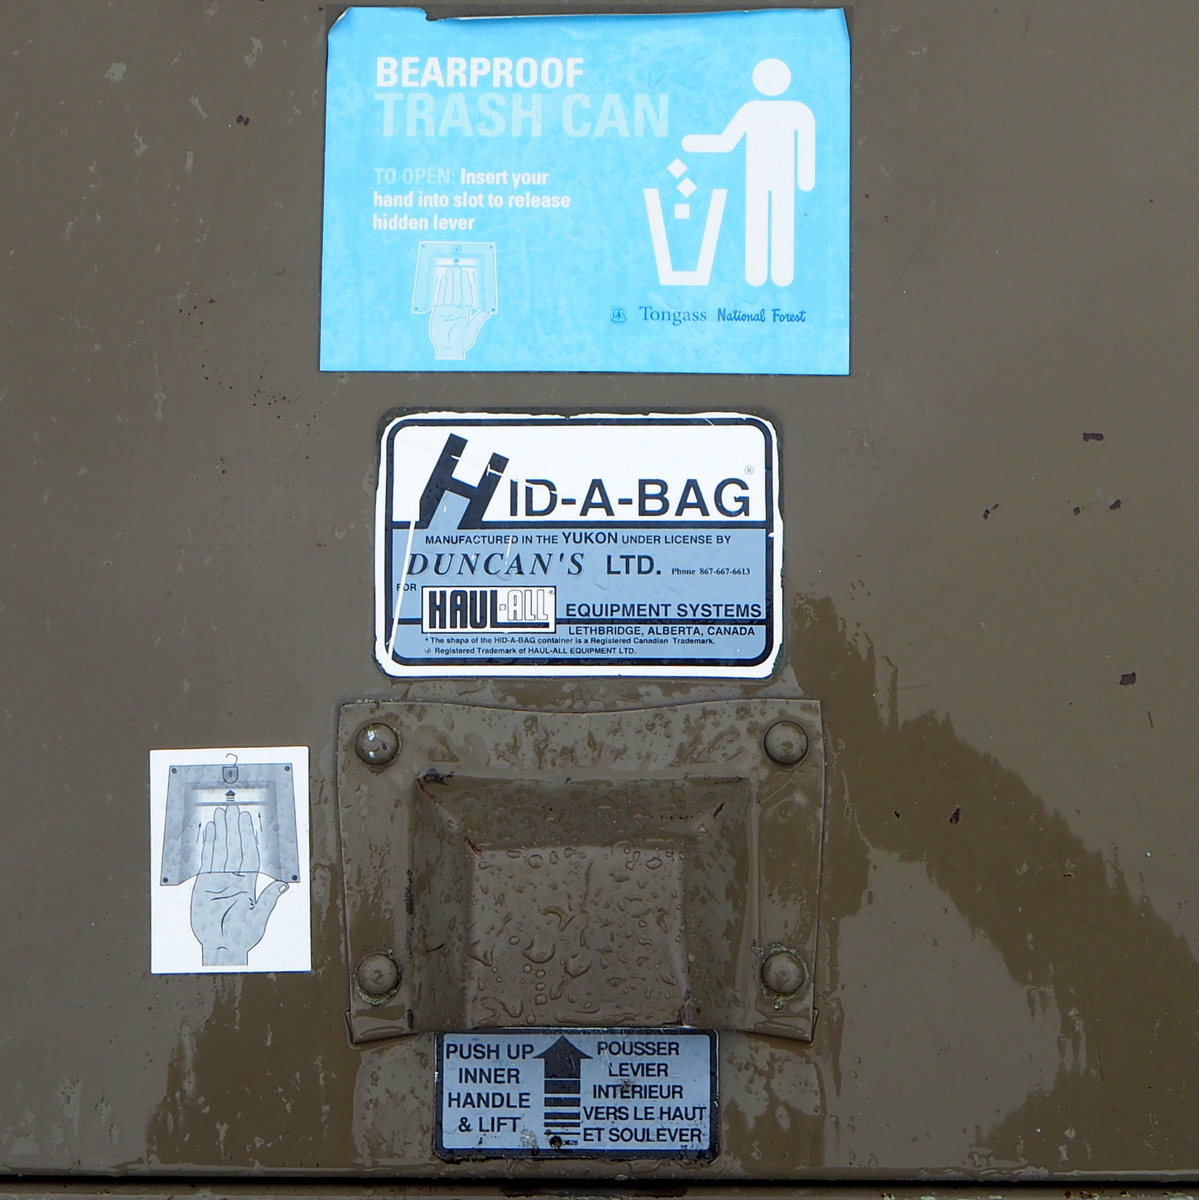 BEARPROOF
TRASH CAN
TO OPEN: Insert your
hand into slot to release
hidden lever
Tongass National Forest
HID-A-BAG®
MANUFACTURED IN THE YUKON UNDER LICENSE BY
DUNCAN'S LTD. Phone 867-667-6613
FOR
HAUL-ALL® EQUIPMENT SYSTEMS
LETHBRIDGE, ALBERTA, CANADA
* The shape of the HID-A-BAG container is a Registered Canadian Trademark.
® Registered Trademark of HAUL-ALL EQUIPMENT LTD.
PUSH UP
INNER
HANDLE
& LIFT
POUSSER
LEVIER
INTERIEUR
VERS LE HAUT
ET SOULEVER